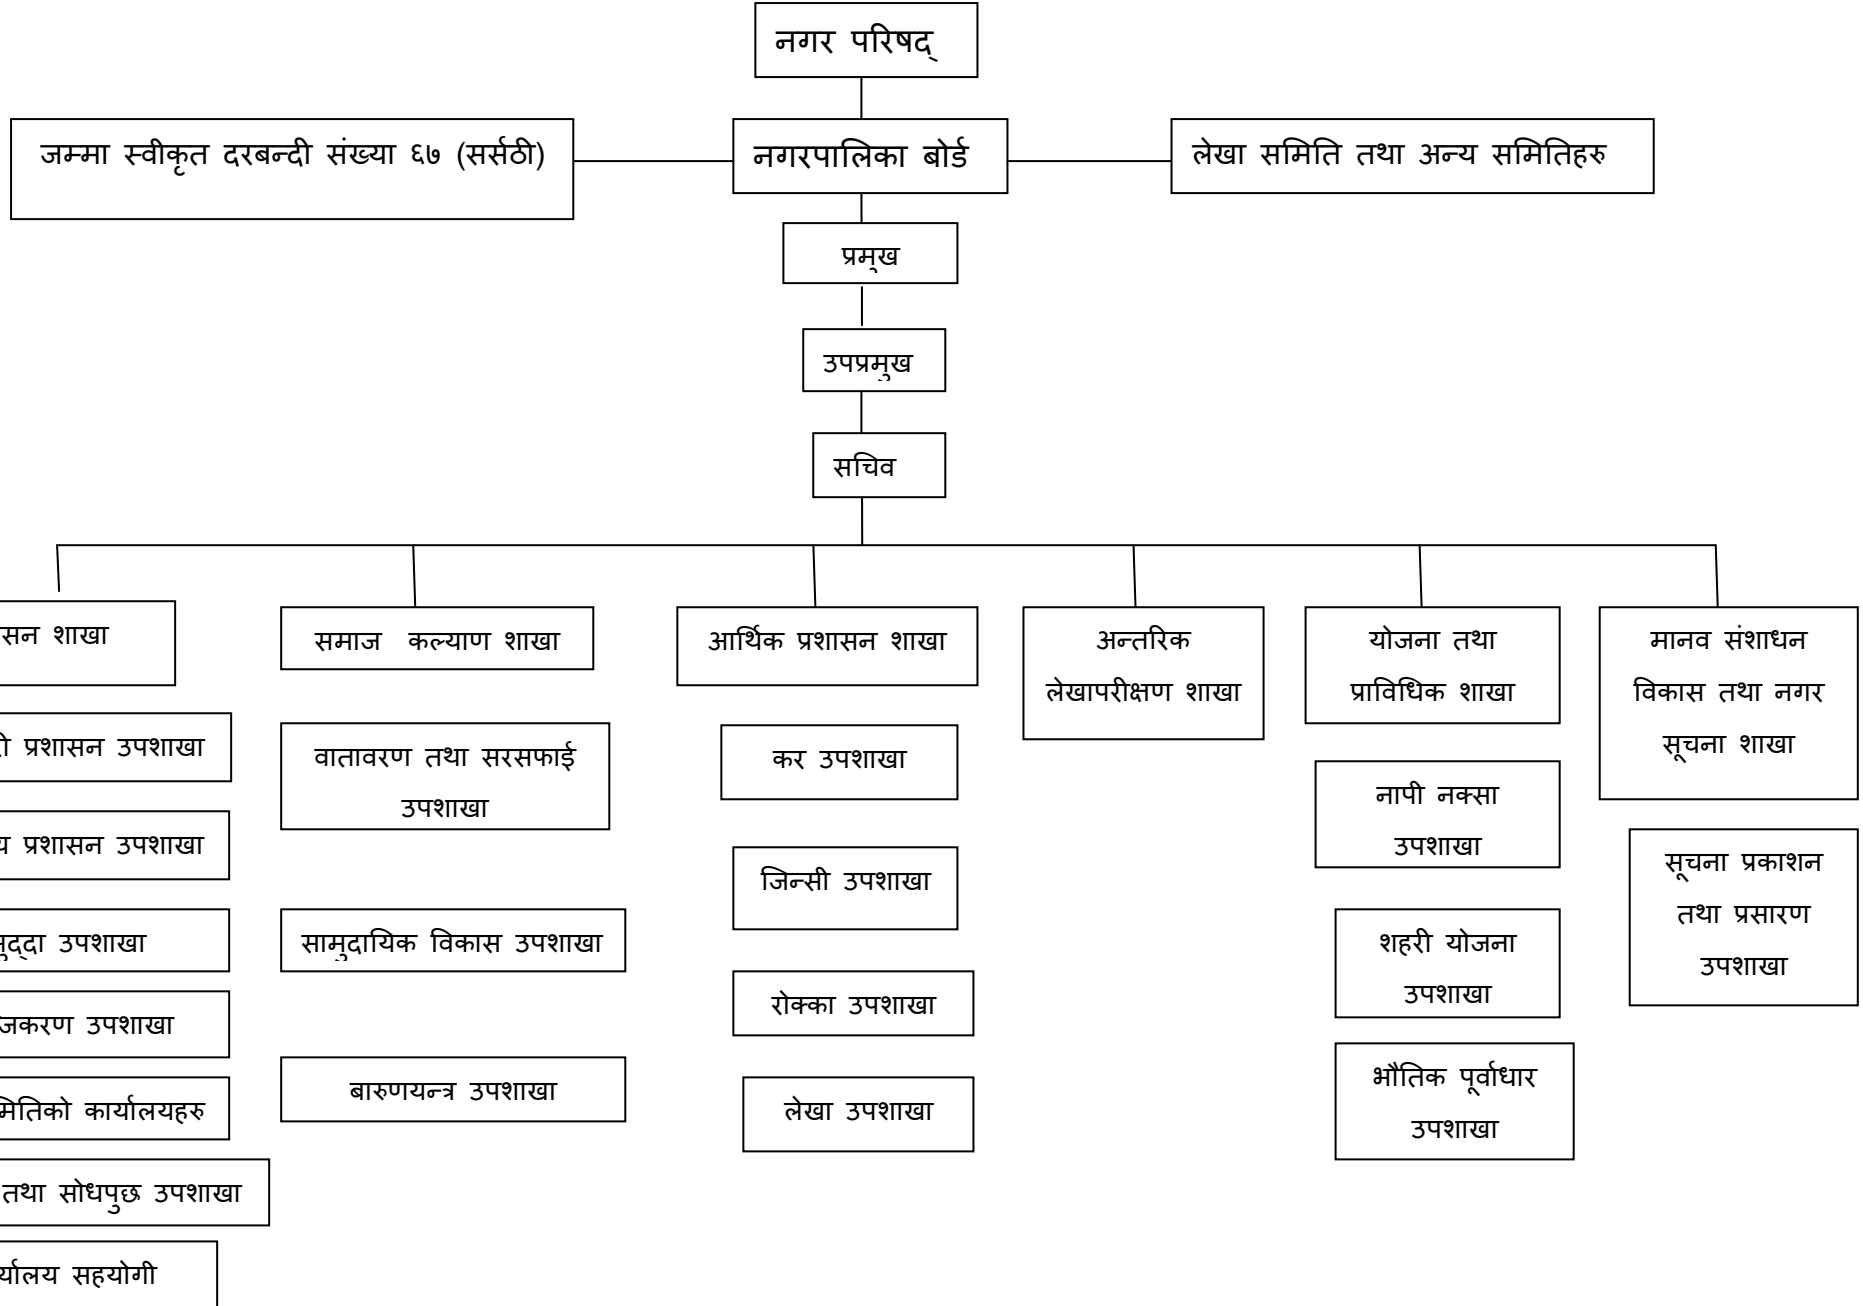 नगर परिषद्
जम्मा स्वीकृत दरबन्दी संख्या ६७ (सर्सठी)
नगरपालिका बोर्ड
लेखा समिति तथा अन्य समितिहरु
प्रमुख
उपप्रमुख
सचिव
शाखा
प्रशासन उपशाखा
प्रशासन उपशाखा
उपशाखा
उपशाखा
कार्यालयहरु
तथा सोधपुछ उपशाखा
सहयोगी
समाज कल्याण शाखा
वातावरण तथा सरसफाई
उपशाखा
सामुदायिक विकास उपशाखा
बारुणयन्त्र उपशाखा
आर्थिक प्रशासन शाखा
कर उपशाखा
जिन्सी उपशाखा
रोक्का उपशाखा
लेखा उपशाखा
अन्तरिक
लेखापरीक्षण शाखा
योजना तथा
प्राविधिक शाखा
नापी नक्सा
उपशाखा
शहरी योजना
उपशाखा
भौतिक पूर्वाधार
उपशाखा
मानव संशाधन
विकास तथा नगर
सूचना शाखा
सूचना प्रकाशन
तथा प्रसारण
उपशाखा